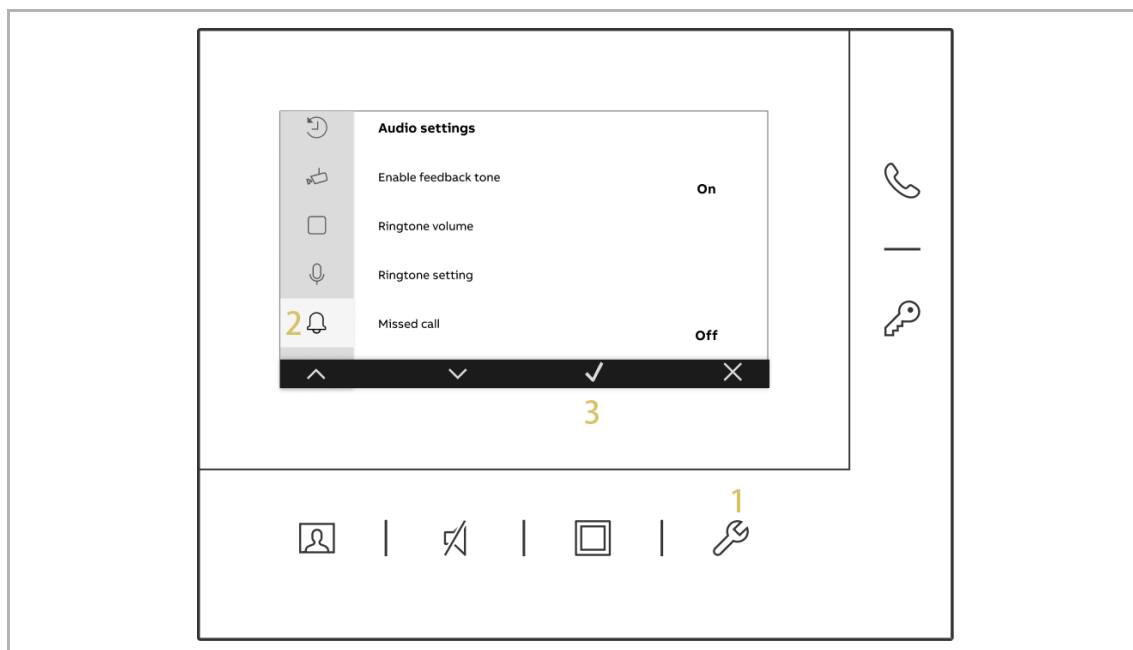 Audio settings
Enable feedback tone
On
Ringtone volume
Ringtone setting
2
Missed call
Off
3
1